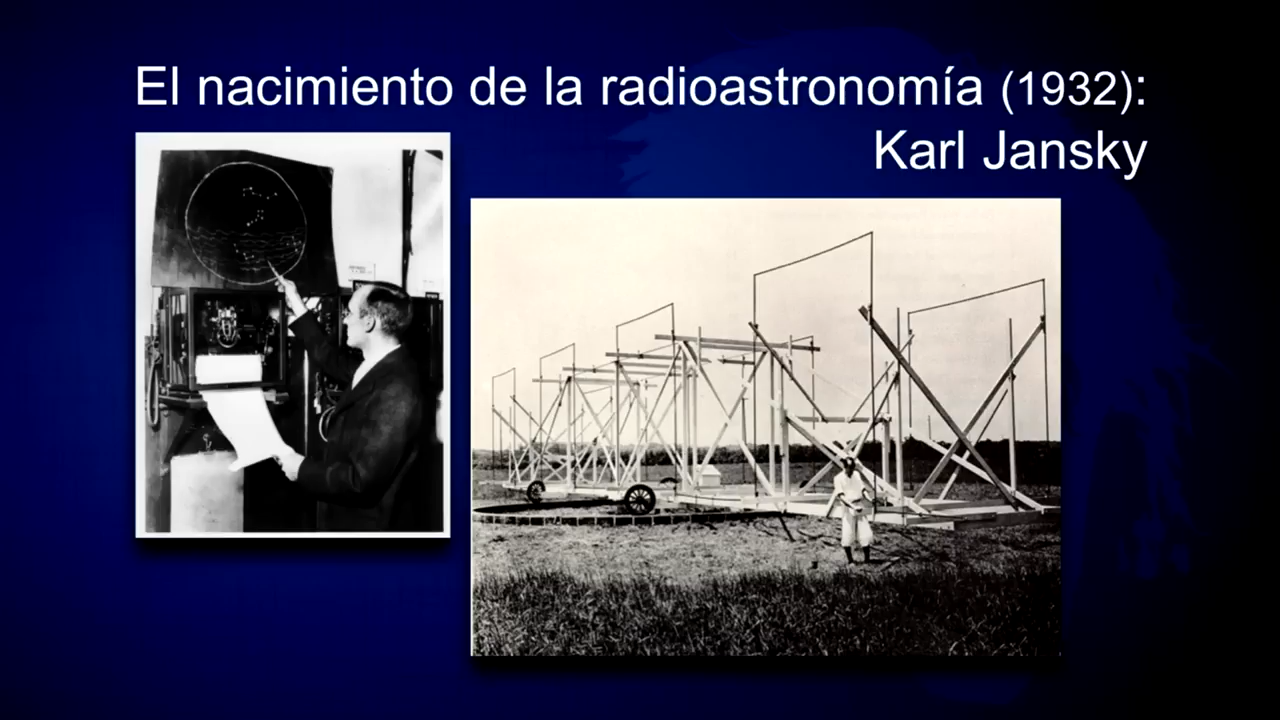 El nacimiento de la radioastronomía (1932):
Karl Jansky